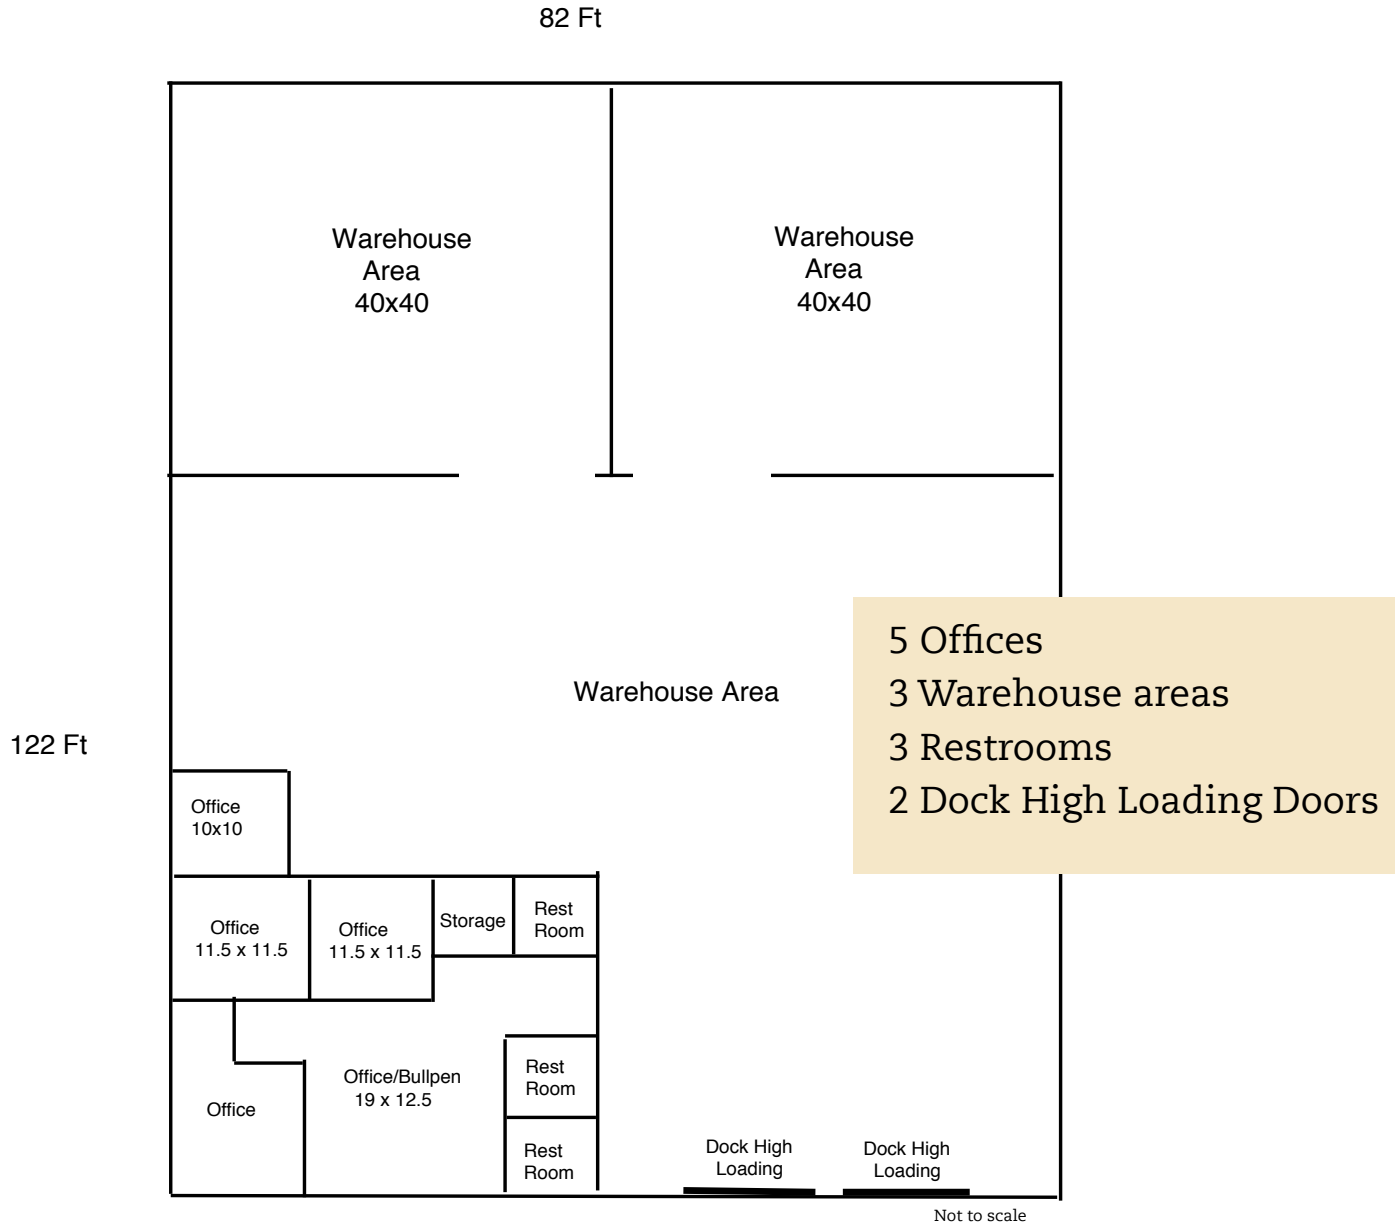 82 Ft
Warehouse
Area
40x40
Warehouse
Area
40x40
Warehouse Area
5 Offices
3 Warehouse areas
3 Restrooms
2 Dock High Loading Doors
122 Ft
Office
10x10
Office
11.5 x 11.5
Office
11.5 x 11.5
Storage
Rest
Room
Office/Bullpen
19 x 12.5
Office
Rest
Room
Rest
Room
Dock High
Loading
Dock High
Loading
Not to scale